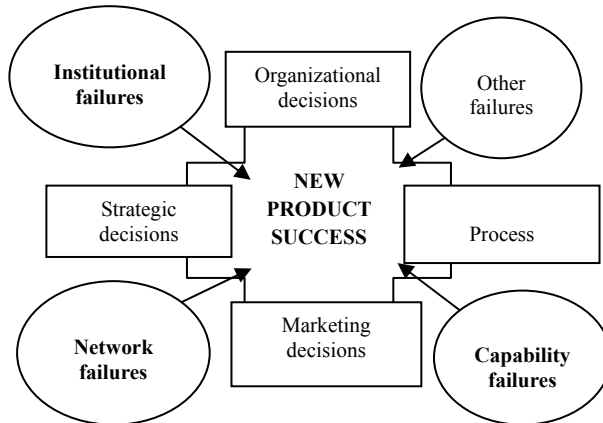 Institutional
failures
Organizational
decisions
Other
failures
Strategic
decisions
NEW
PRODUCT
SUCCESS
Process
Network
failures
Marketing
decisions
Capability
failures